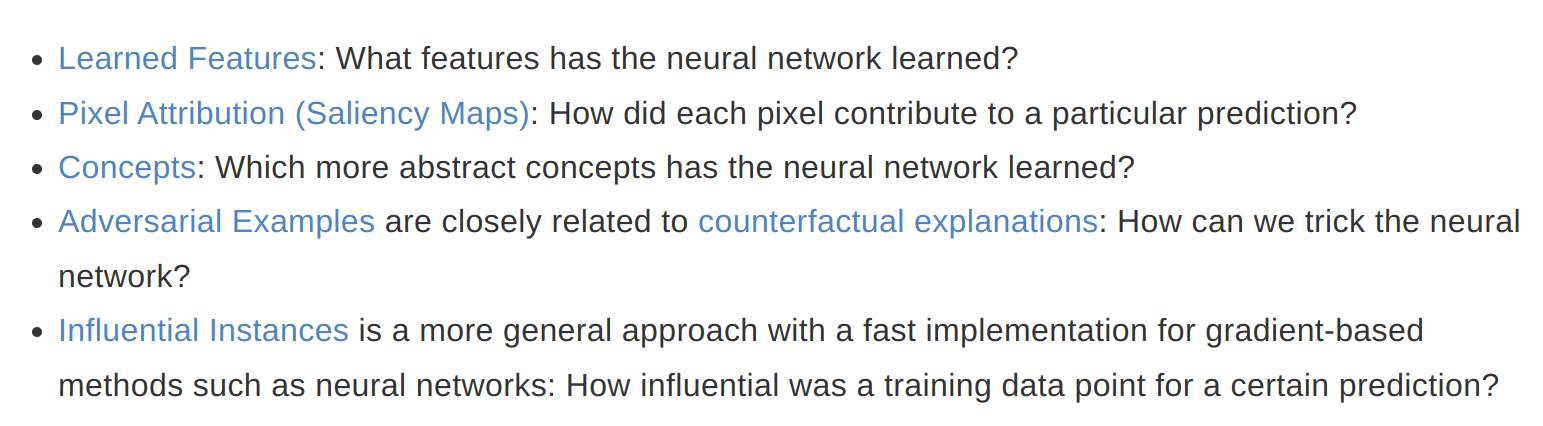 • Learned Features: What features has the neural network learned?
• Pixel Attribution (Saliency Maps): How did each pixel contribute to a particular prediction?
• Concepts: Which more abstract concepts has the neural network learned?
• Adversarial Examples are closely related to counterfactual explanations: How can we trick the neural
network?
• Influential Instances is a more general approach with a fast implementation for gradient-based
methods such as neural networks: How influential was a training data point for a certain prediction?